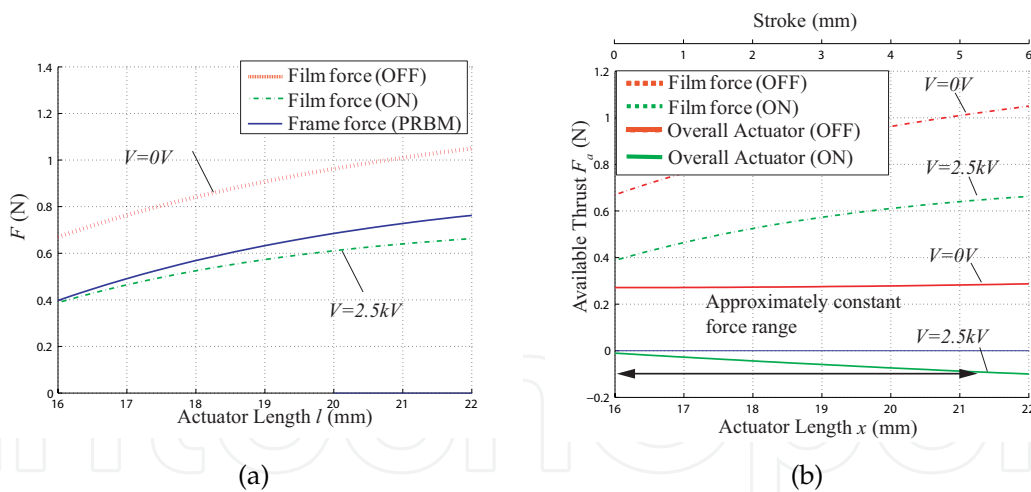 1.4
1.2
1
0.8
0.6
0.4
0.2
0
F (N)
Film force (OFF)
Film force (ON)
Frame force (PRBM)
V=0V
V=2.5kV
16 17 18 19 20 21 22
Actuator Length l (mm)
(a)
Stroke (mm)
0 1 2 3 4 5 6
1.2
1
0.8
0.6
0.4
0.2
0
−0.2
Available Thrust Fa (N)
Film force (OFF)
Film force (ON)
Overall Actuator (OFF)
Overall Actuator (ON)
V=0V
V=2.5kV
V=0V
Approximately constant
force range
V=2.5kV
16 17 18 19 20 21 22
Actuator Length x (mm)
(b)